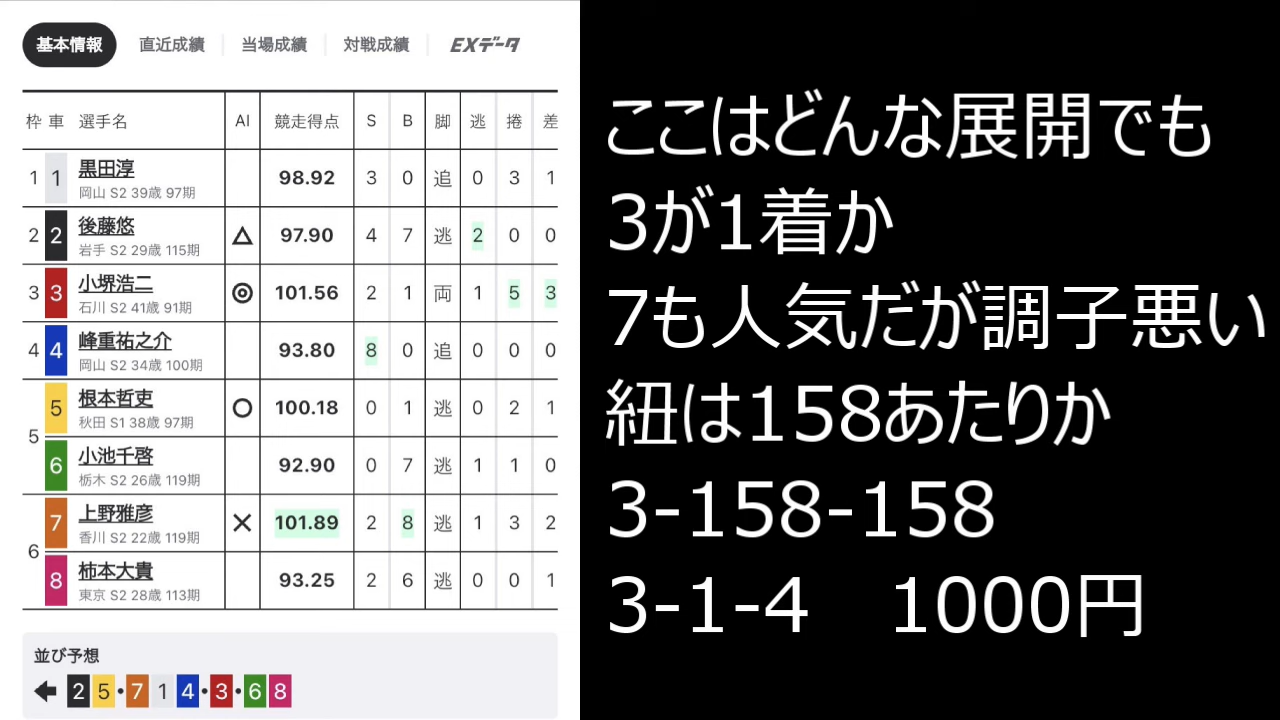 基本情報 直近成績 当場成績 対戦成績 EXデータ
枠 車 選手名 AI 競走得点 S B 脚 逃 捲 差
1 1 黒田淳 98.92 3 0 追 0 3 1
岡山 S2 39歳 97期
2 2 後藤悠 △ 97.90 4 7 逃 2 0 0
岩手 S2 29歳 115期
3 3 小堺浩二 ◎ 101.56 2 1 両 1 5 3
石川 S2 41歳 91期
4 4 峰重祐之介 93.80 8 0 追 0 0 0
岡山 S2 34歳 100期
5 5 根本哲吏 ○ 100.18 0 1 逃 0 2 1
秋田 S1 38歳 97期
6 小池千啓 92.90 0 7 逃 1 1 0
栃木 S2 26歳 119期
6 7 上野雅彦 × 101.89 2 8 逃 1 3 2
香川 S2 22歳 119期
8 柿本大貴 93.25 2 6 逃 0 0 1
東京 S2 28歳 113期
並び予想
2 5・7 1 4・3・6 8
ここはどんな展開でも
3が1着か
7も人気だが調子悪い
紐は158あたりか
3-158-158
3-1-4 1000円